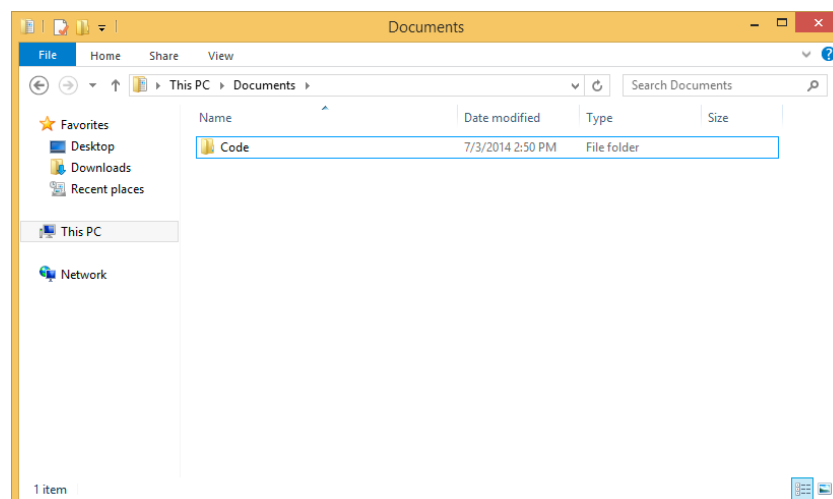 Documents
File Home Share View
This PC Documents Search Documents
Name Date modified Type Size
Favorites
Desktop
Downloads
Recent places
This PC
Network
Code 7/3/2014 2:50 PM File folder
1 item